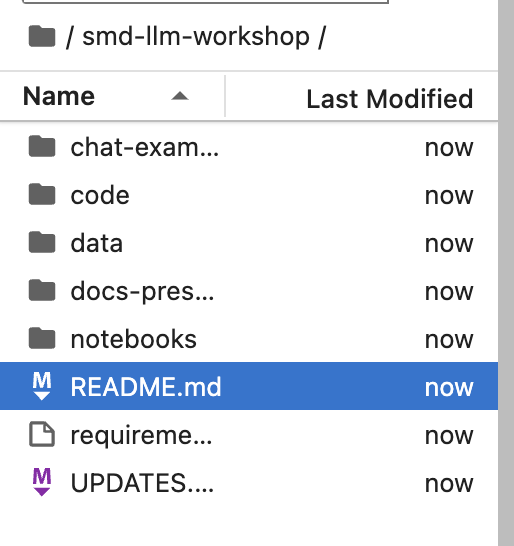 / smd-llm-workshop /
Name Last Modified
chat-exam... now
code now
data now
docs-pres... now
notebooks now
M README.md now
requireme... now
M UPDATES.... now